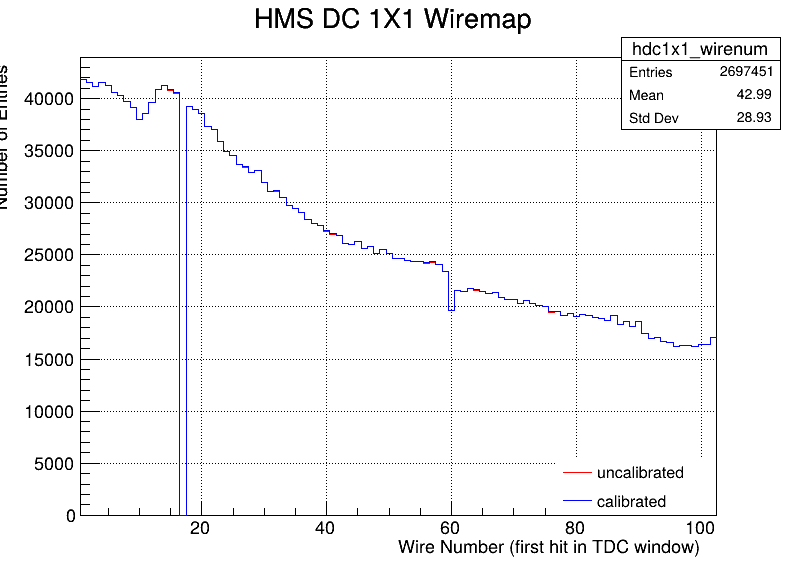 HMS DC 1X1 Wiremap
hdc1x1_wirenum
Entries 2697451
Mean 42.99
Std Dev 28.93
Number of Entries
40000
35000
30000
25000
20000
15000
10000
5000
0
20 40 60 80 100
Wire Number (first hit in TDC window)
uncalibrated
calibrated